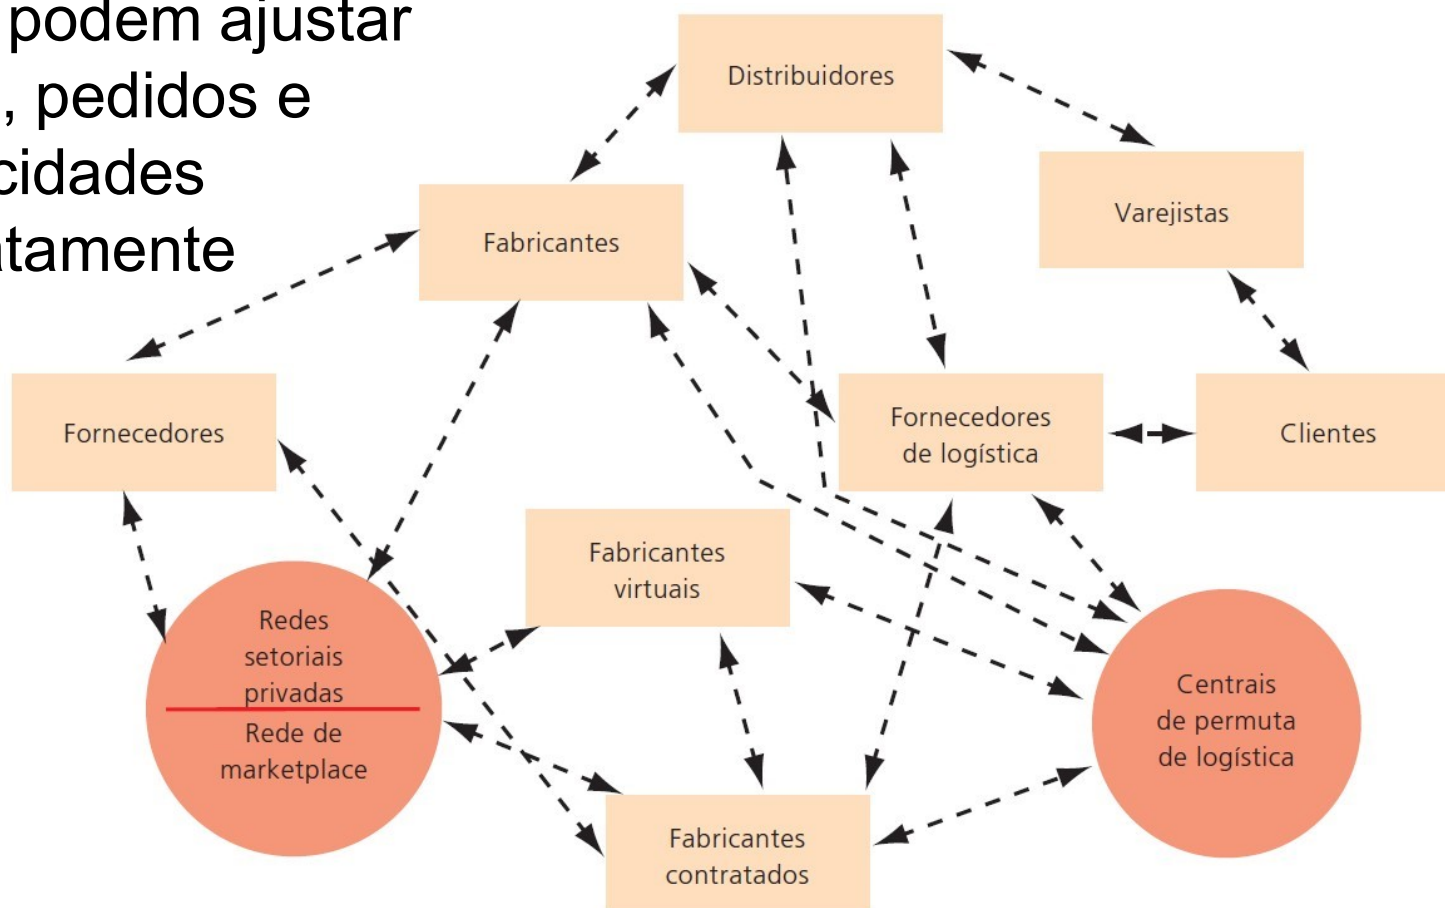 podem ajustar
, pedidos e
cidades
atamente
Distribuidores
Varejistas
Fabricantes
Fornecedores
Fornecedores
de logística
Clientes
Fabricantes
virtuais
Redes
setoriais
privadas
Rede de
marketplace
Centrais
de permuta
de logística
Fabricantes
contratados